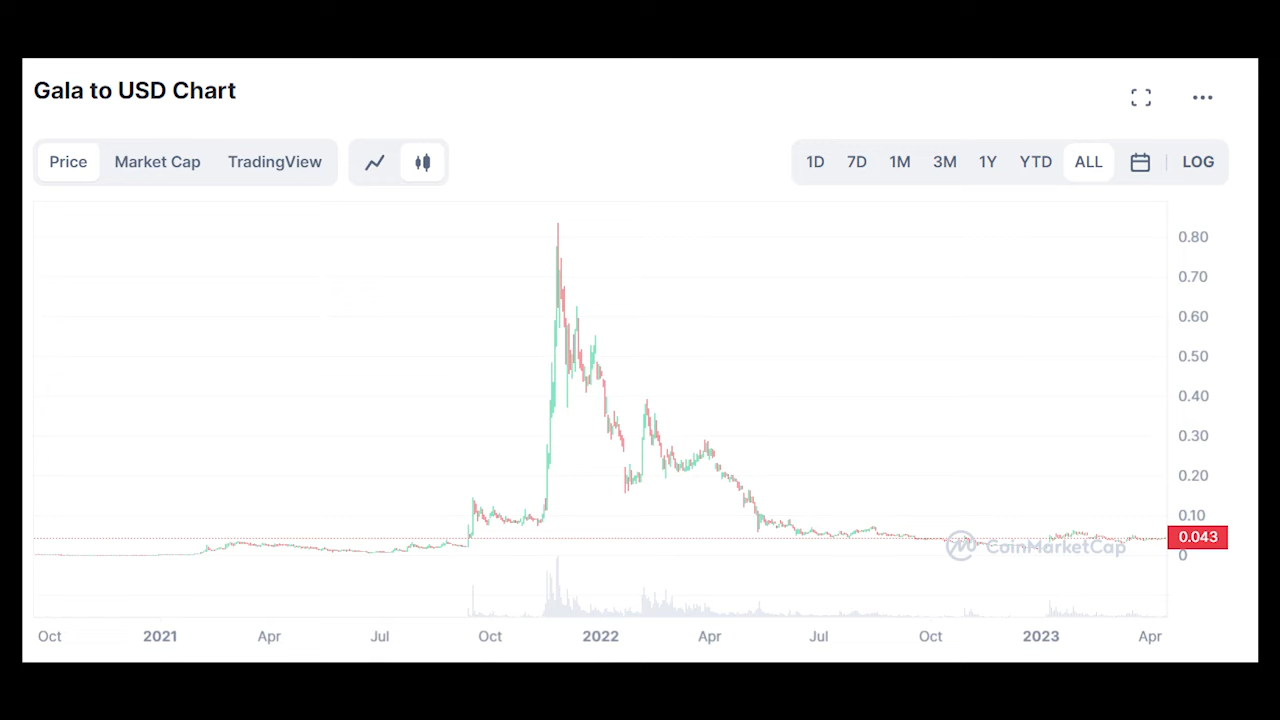 Gala to USD Chart
Price Market Cap TradingView 1D 7D 1M 3M 1Y YTD ALL LOG
0.80
0.70
0.60
0.50
0.40
0.30
0.20
0.10
0.043
0
CoinMarketCap
Oct 2021 Apr Jul Oct 2022 Apr Jul Oct 2023 Apr